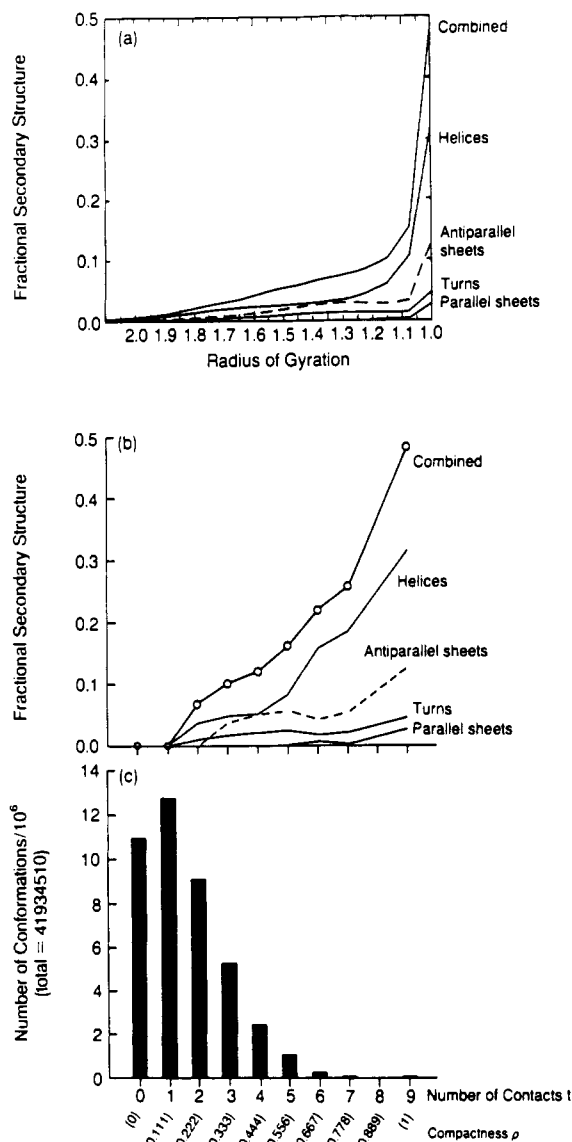 (a)
Fractional Secondary Structure
0.5
0.4
0.3
0.2
0.1
0.0
Combined
Helices
Antiparallel
sheets
Turns
Parallel sheets
2.0 1.9 1.8 1.7 1.6 1.5 1.4 1.3 1.2 1.1 1.0
Radius of Gyration
(b)
Fractional Secondary Structure
0.5
0.4
0.3
0.2
0.1
0.0
Combined
Helices
Antiparallel sheets
Turns
Parallel sheets
(c)
Number of Conformations/10⁶
(total = 41934510)
14
12
10
8
6
4
2
0
0 1 2 3 4 5 6 7 8 9 Number of Contacts t
(0) 0.111) 0.222) 0.333) 0.444) 0.556) 0.667) 0.778) 0.889) (1) Compactness ρ